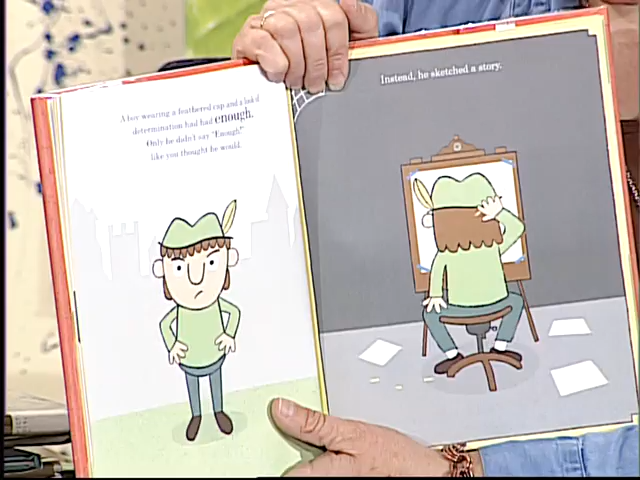 A boy wearing a feathered cap and a look of
determination had had enough.
Only he didn't say "Enough!"
like you thought he would.
Instead, he sketched a story.